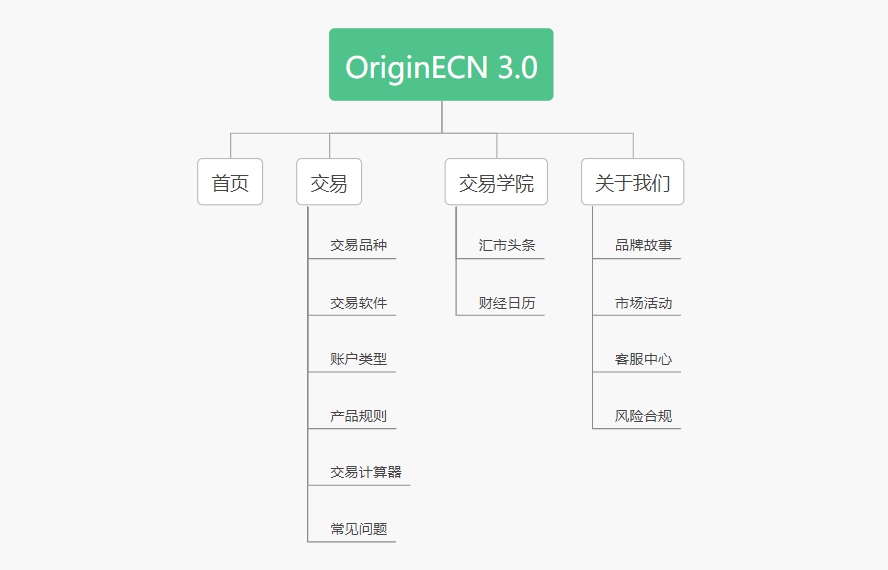 OriginECN 3.0
首页
交易
交易学院
关于我们
交易品种
交易软件
账户类型
产品规则
交易计算器
常见问题
汇市头条
财经日历
品牌故事
市场活动
客服中心
风险合规